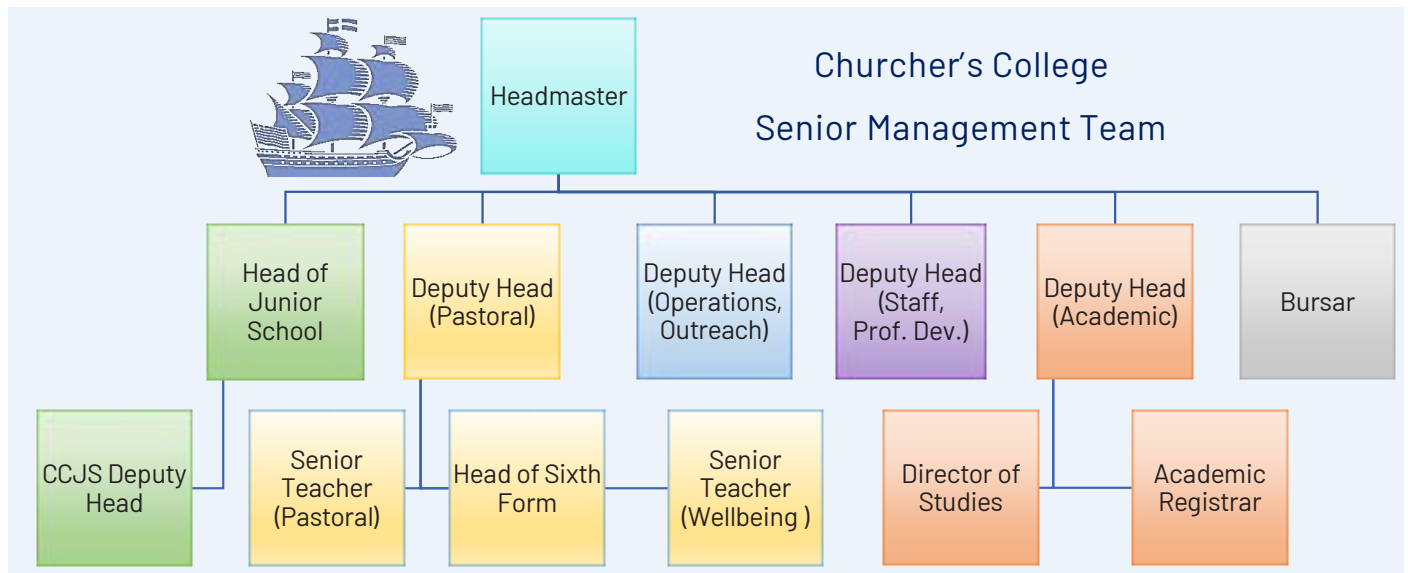 Headmaster
Churcher's College
Senior Management Team
Head of
Junior
School
Deputy Head
(Pastoral)
Deputy Head
(Operations,
Outreach)
Deputy Head
(Staff,
Prof. Dev.)
Deputy Head
(Academic)
Bursar
CCJS Deputy
Head
Senior
Teacher
(Pastoral)
Head of Sixth
Form
Senior
Teacher
(Wellbeing )
Director of
Studies
Academic
Registrar